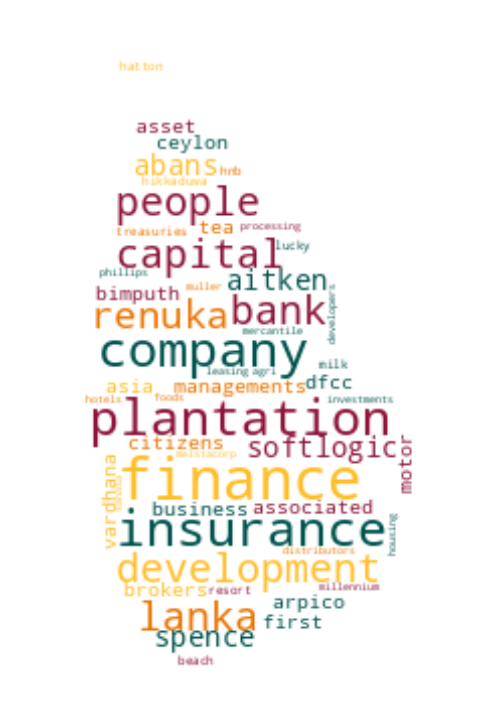 hatton
asset
ceylon
abans hnb
hikkaduwa
people
treasuries tea processing
capital lucky
phillips aitken
bimputh muller developers
renuka bank
mercantile
company
leasing agri milk
asia managements dfcc
hotels foods investments
plantation
citizens softlogic motor
melstacorp
vardhana finance
business associated
insurance housing
distributors
development
brokers resort millennium
lanka arpico
first
spence
beach